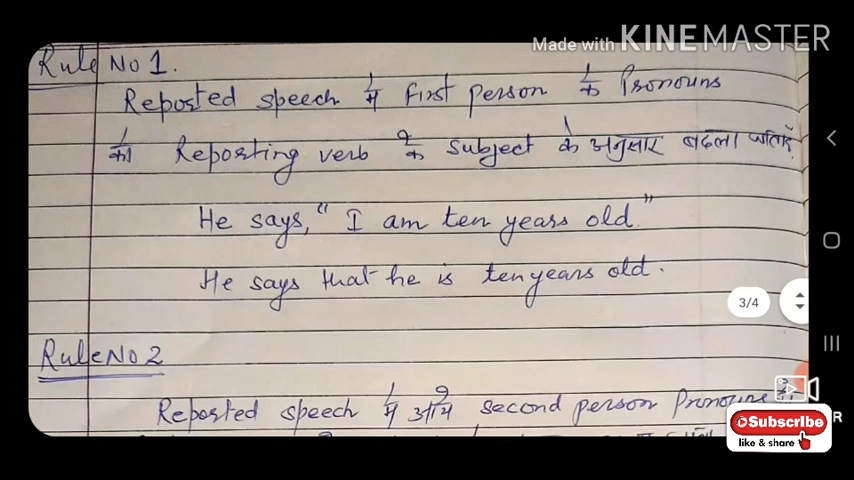 Made with KINEMASTER
Rule No 1.
Reported speech में First person के Pronouns
को Reporting verb के subject के अनुसार बदला जाता है
He says, "I am ten years old."
He says that he is ten years old.
3/4
Rule No 2
Reported speech में आये second person Pronouns
Subscribe
like & share